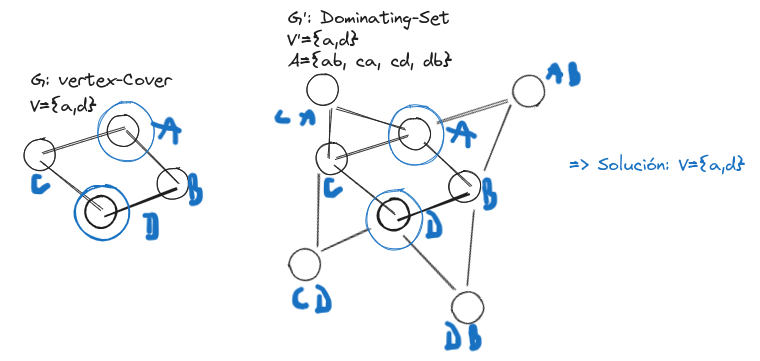 G: vertex-Cover
V={a,d}
A
C
B
D
G': Dominating-Set
V'={a,d}
A={ab, ca, cd, db}
AB
CA
A
C
B
D
CD
DB
=> Solución: V={a,d}